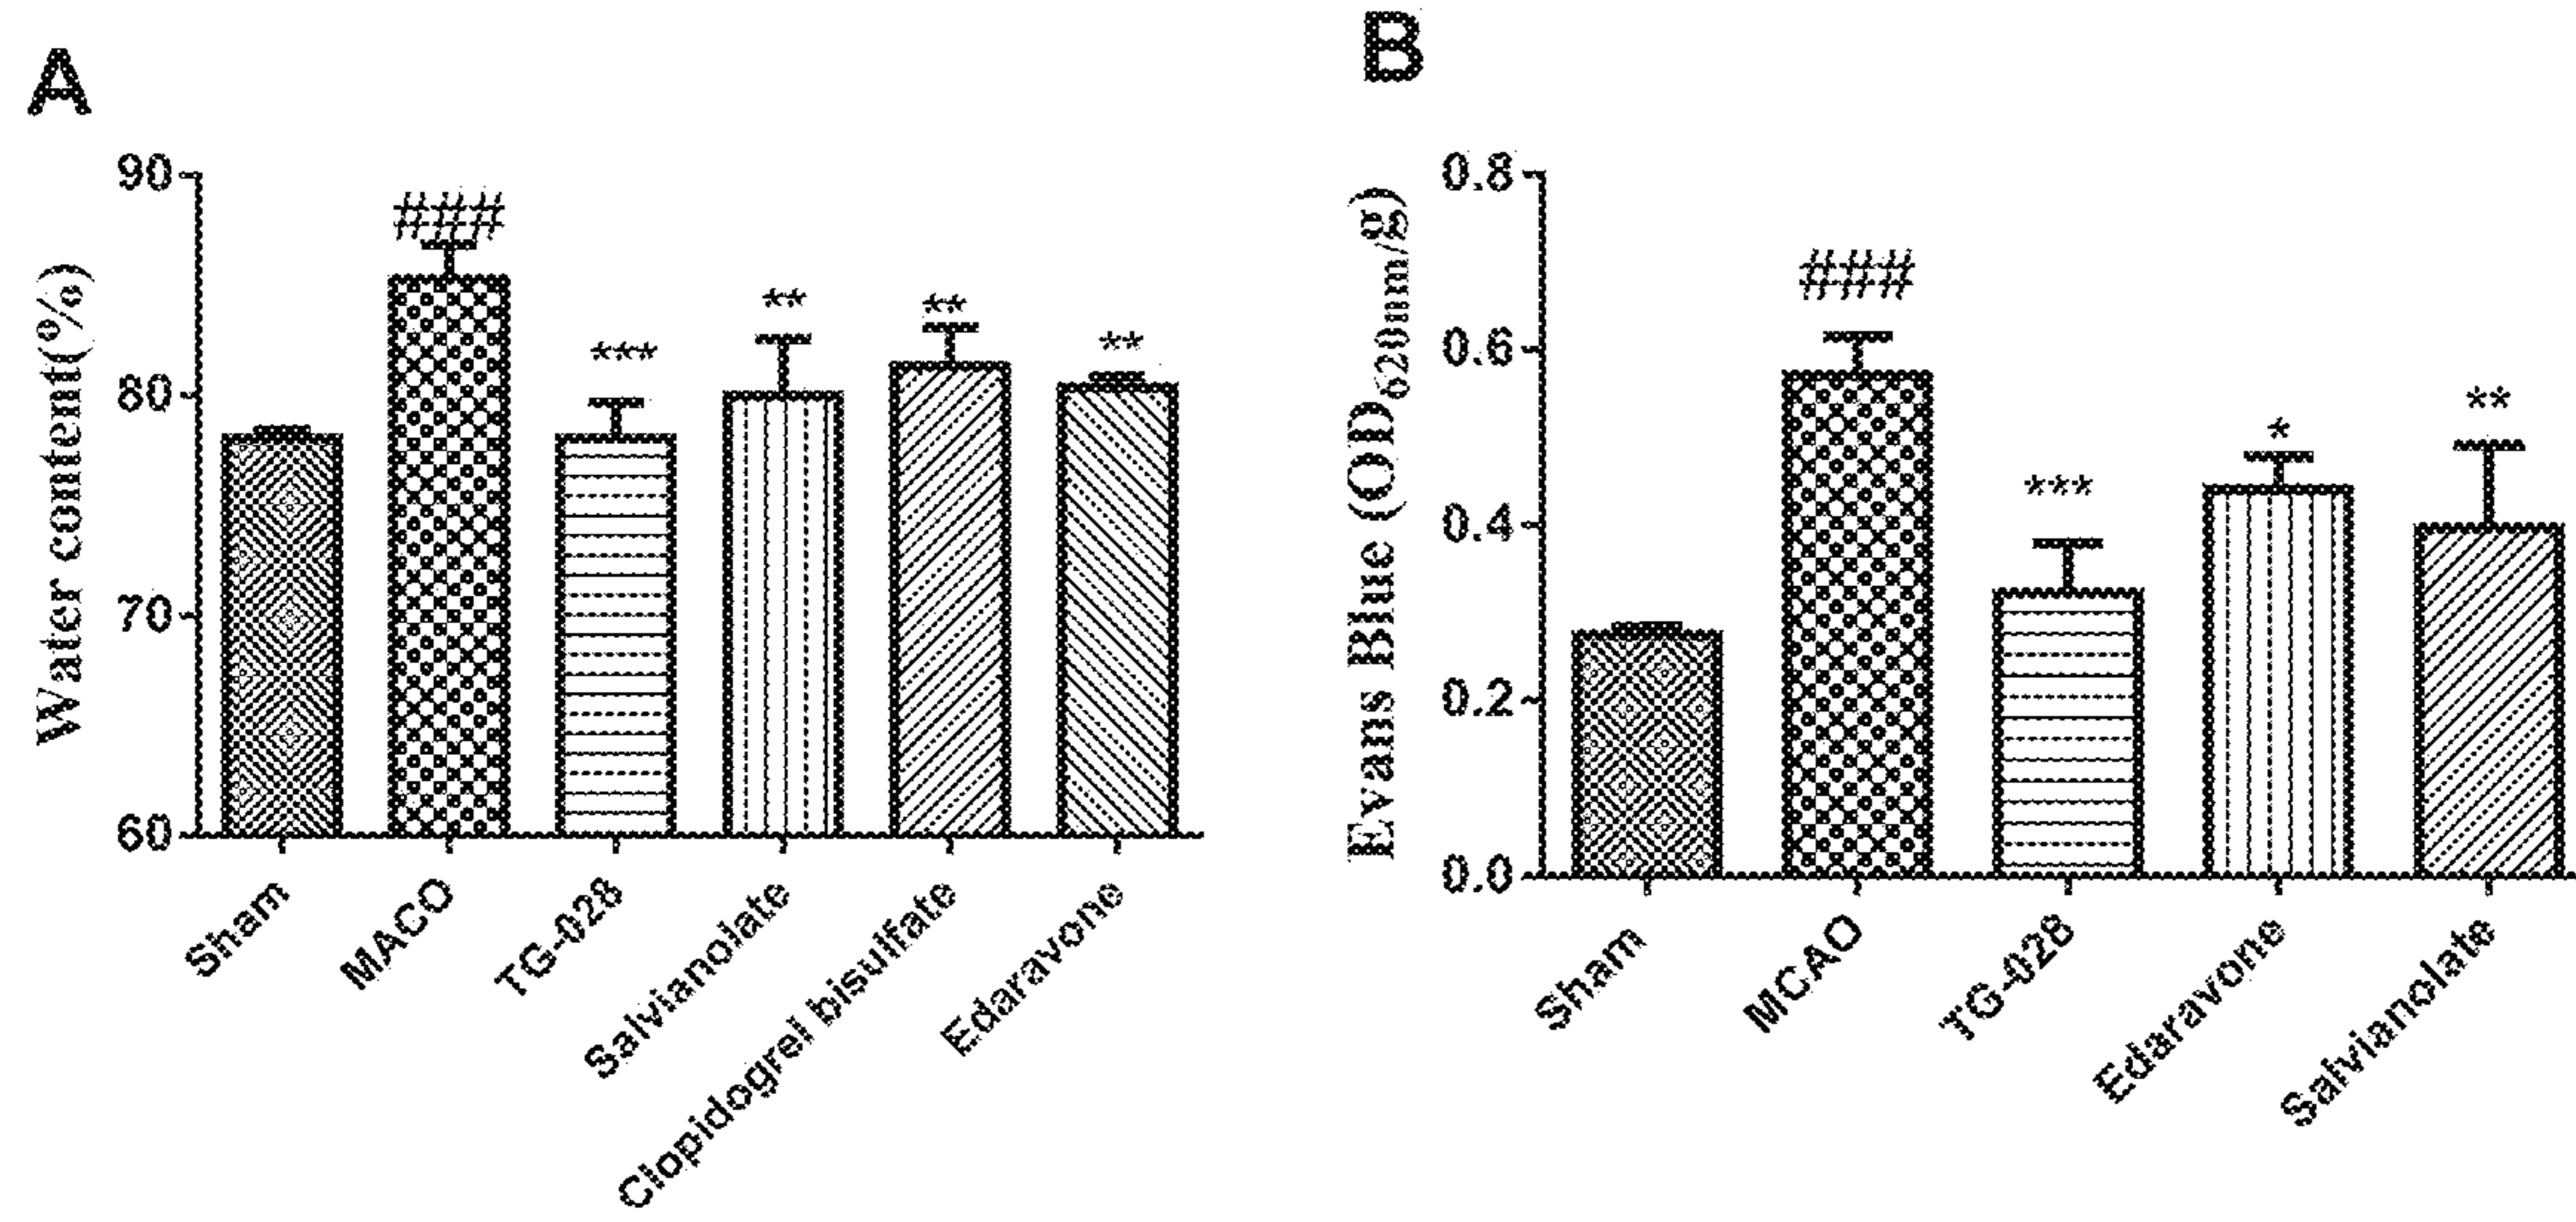 A
Water content(%)
90
80
70
60
###
***
**
**
**
Sham
MACO
TG-028
Salvianolate
Clopidogrel bisulfate
Edaravone
B
Evans Blue (OD620nm/g)
0.8
0.6
0.4
0.2
0.0
###
***
*
**
Sham
MCAO
TG-028
Edaravone
Salvianolate